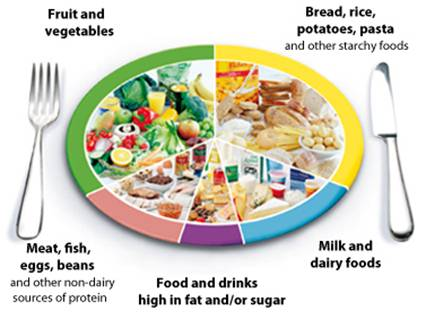 Fruit and
vegetables
Bread, rice,
potatoes, pasta
and other starchy foods
Meat, fish,
eggs, beans
and other non-dairy
sources of protein
Food and drinks
high in fat and/or sugar
Milk and
dairy foods